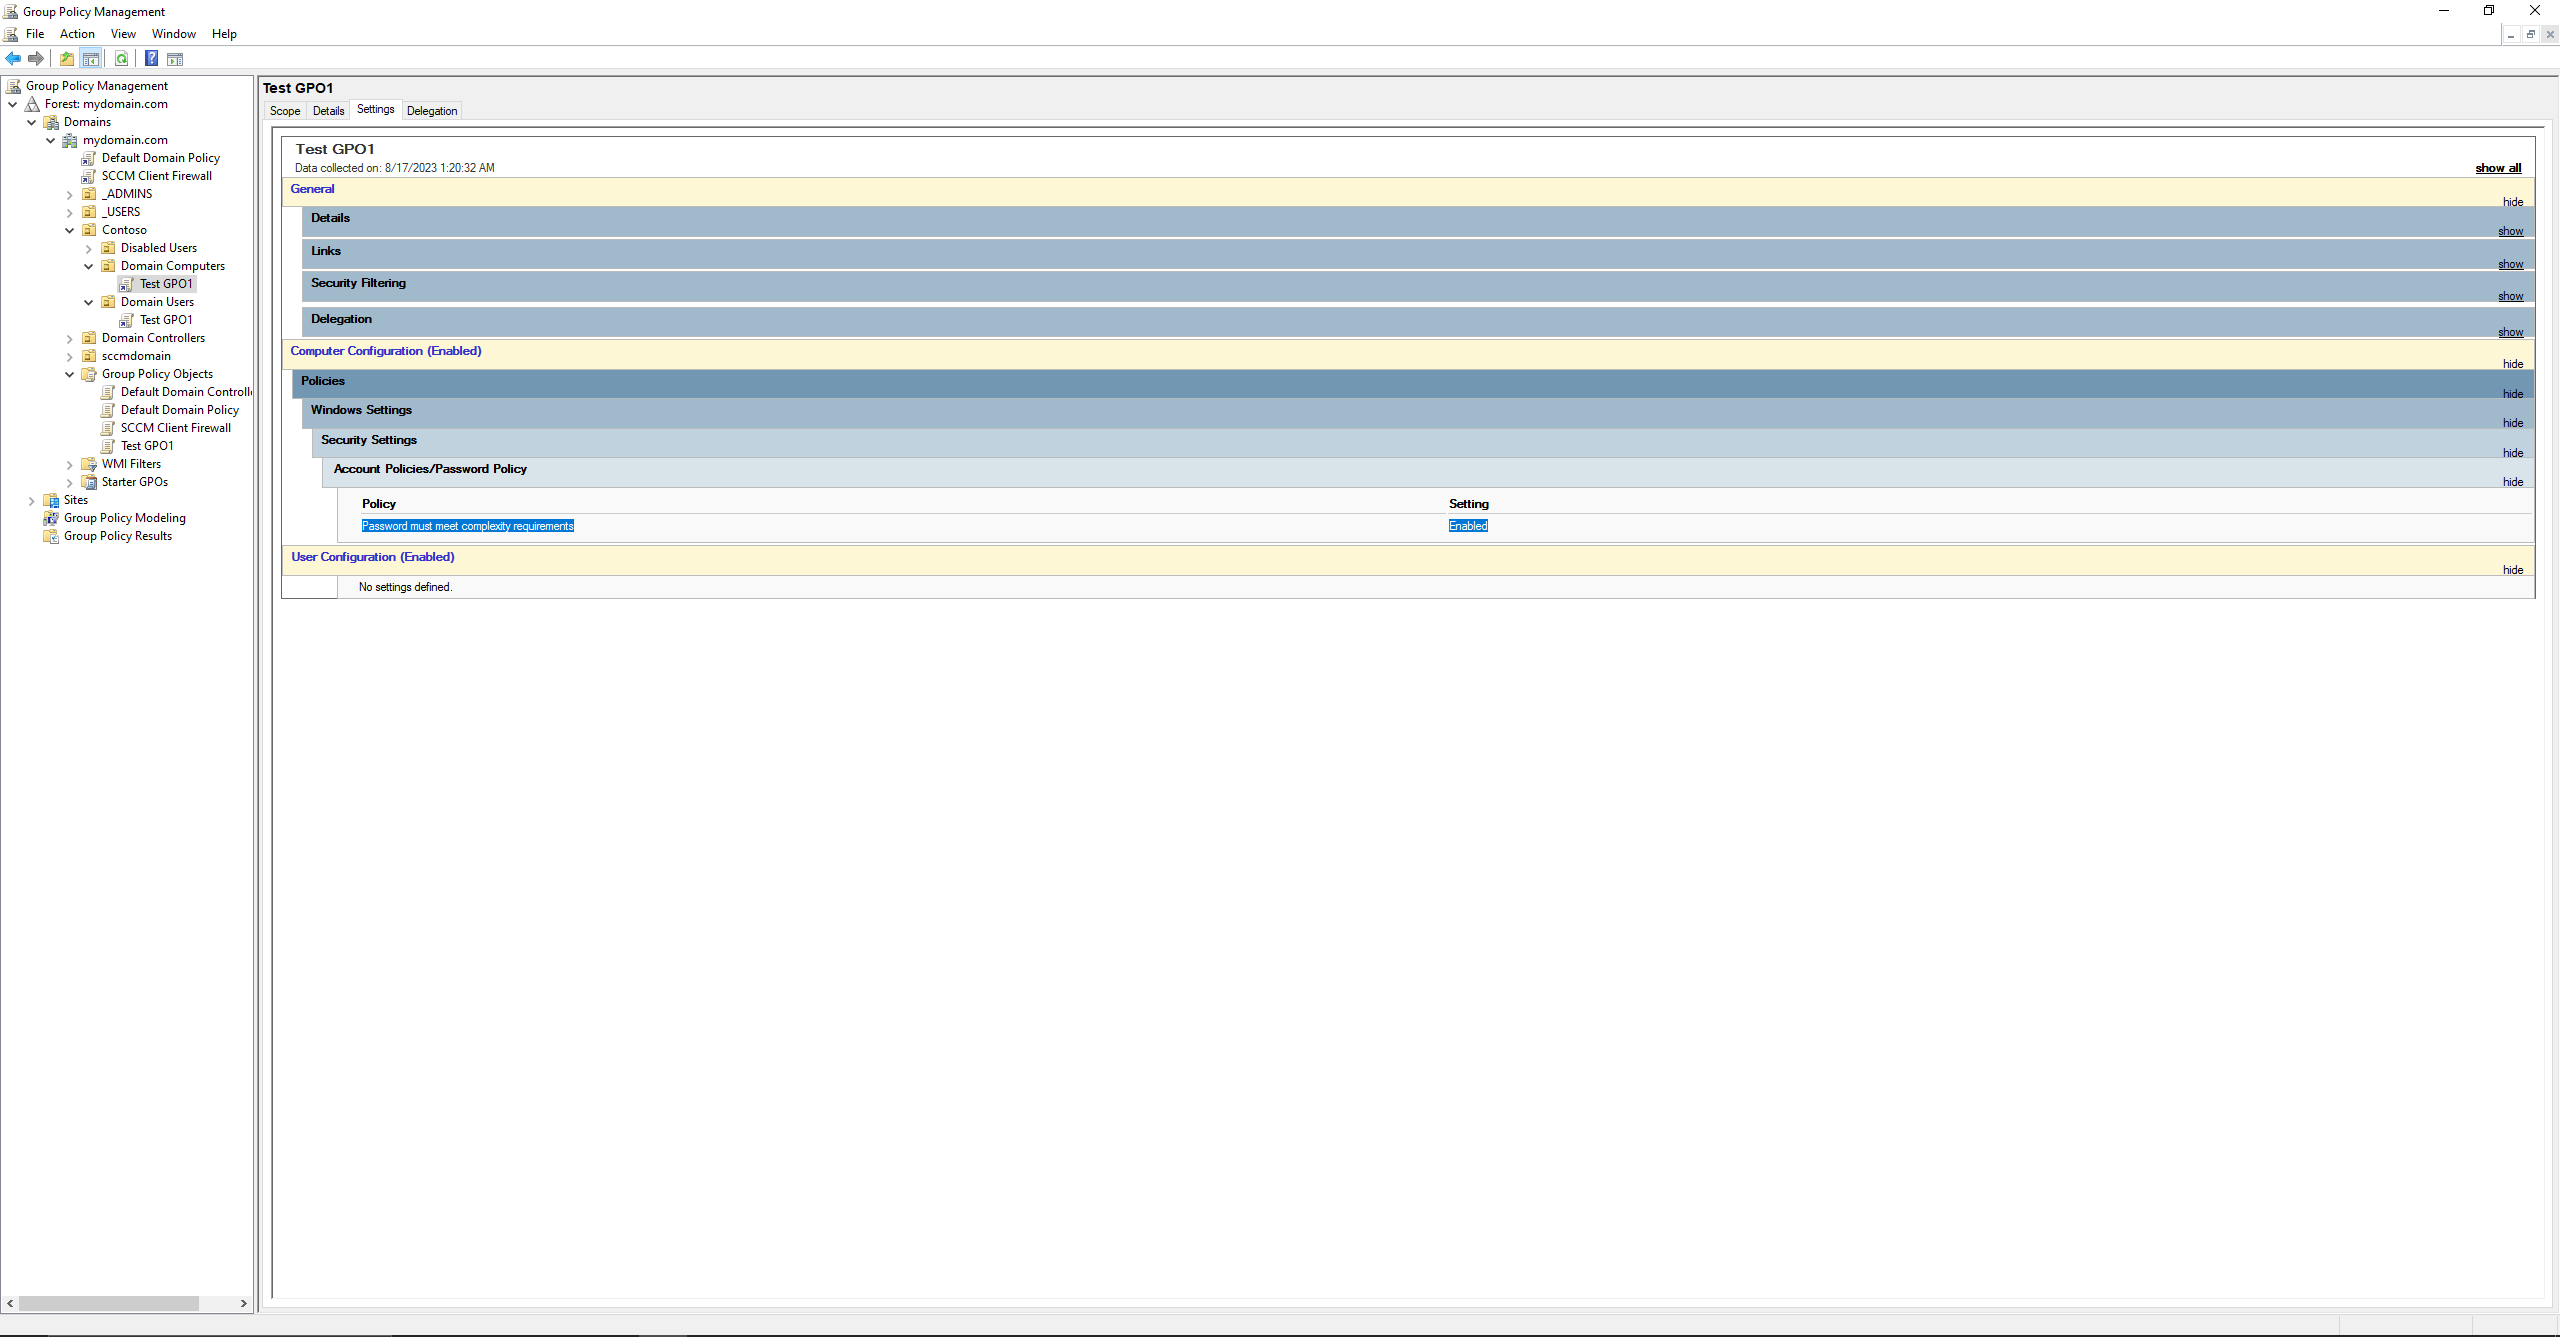 Group Policy Management
File Action View Window Help
Group Policy Management
Forest: mydomain.com
Domains
mydomain.com
Default Domain Policy
SCCM Client Firewall
_ADMINS
_USERS
Contoso
Disabled Users
Domain Computers
Test GPO1
Domain Users
Test GPO1
Domain Controllers
sccmdomain
Group Policy Objects
Default Domain Controlle
Default Domain Policy
SCCM Client Firewall
Test GPO1
WMI Filters
Starter GPOs
Sites
Group Policy Modeling
Group Policy Results
Test GPO1
Scope Details Settings Delegation
Test GPO1
Data collected on: 8/17/2023 1:20:32 AM show all
General hide
Details show
Links show
Security Filtering show
Delegation show
Computer Configuration (Enabled) hide
Policies hide
Windows Settings hide
Security Settings hide
Account Policies/Password Policy hide
Policy Setting
Password must meet complexity requirements Enabled
User Configuration (Enabled) hide
No settings defined.